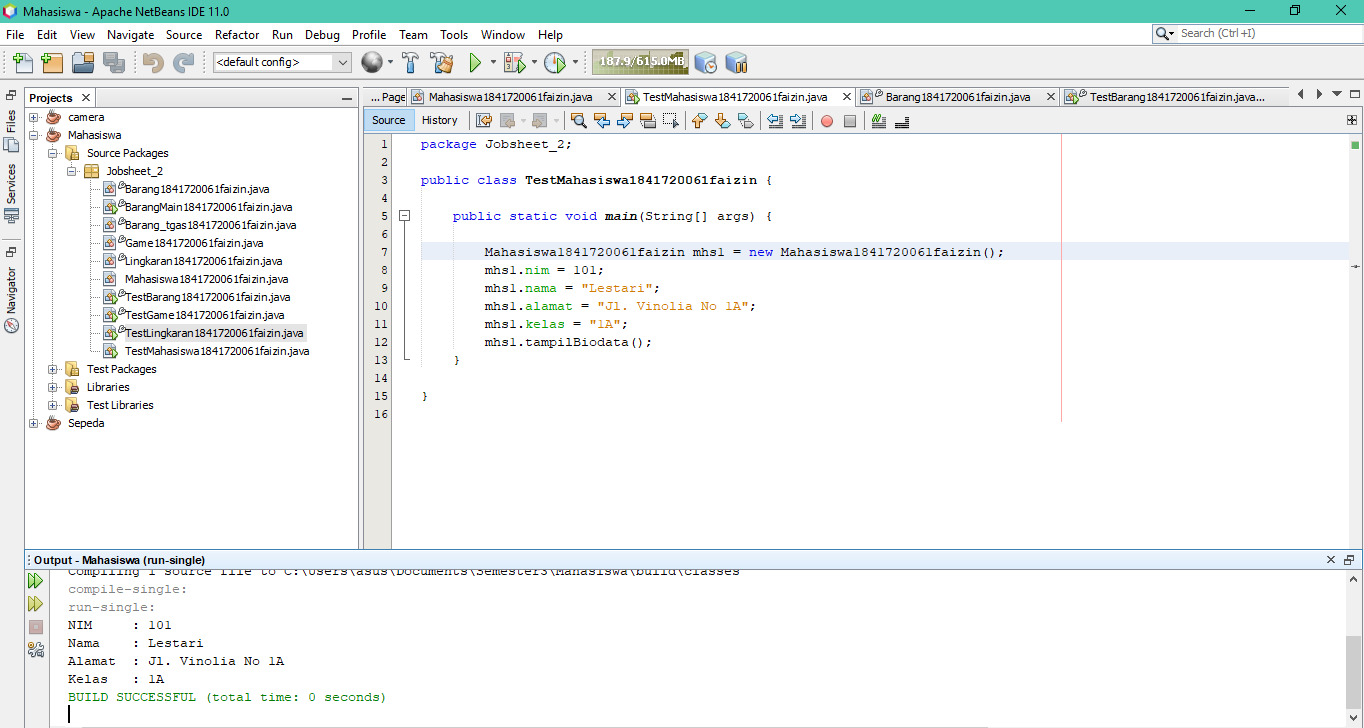 Mahasiswa - Apache NetBeans IDE 11.0
File Edit View Navigate Source Refactor Run Debug Profile Team Tools Window Help
Search (Ctrl+I)
<default config>
187.9/615.0MB
Files
Services
Navigator
Projects
camera
Mahasiswa
Source Packages
Jobsheet_2
Barang1841720061faizin.java
BarangMain1841720061faizin.java
Barang_tgas1841720061faizin.java
Game1841720061faizin.java
Lingkaran1841720061faizin.java
Mahasiswa1841720061faizin.java
TestBarang1841720061faizin.java
TestGame1841720061faizin.java
TestLingkaran1841720061faizin.java
TestMahasiswa1841720061faizin.java
Test Packages
Libraries
Test Libraries
Sepeda
...Page Mahasiswa1841720061faizin.java TestMahasiswa1841720061faizin.java Barang1841720061faizin.java TestBarang1841720061faizin.java...
Source History
1 package Jobsheet_2;
2
3 public class TestMahasiswa1841720061faizin {
4
5 public static void main(String[] args) {
6
7 Mahasiswa1841720061faizin mhs1 = new Mahasiswa1841720061faizin();
8 mhs1.nim = 101;
9 mhs1.nama = "Lestari";
10 mhs1.alamat = "Jl. Vinolia No 1A";
11 mhs1.kelas = "1A";
12 mhs1.tampilBiodata();
13 }
14
15 }
16
Output - Mahasiswa (run-single)
Compiling 1 source file to C:\Users\asus\Documents\Semester3\Mahasiswa\build\classes
compile-single:
run-single:
NIM : 101
Nama : Lestari
Alamat : Jl. Vinolia No 1A
Kelas : 1A
BUILD SUCCESSFUL (total time: 0 seconds)